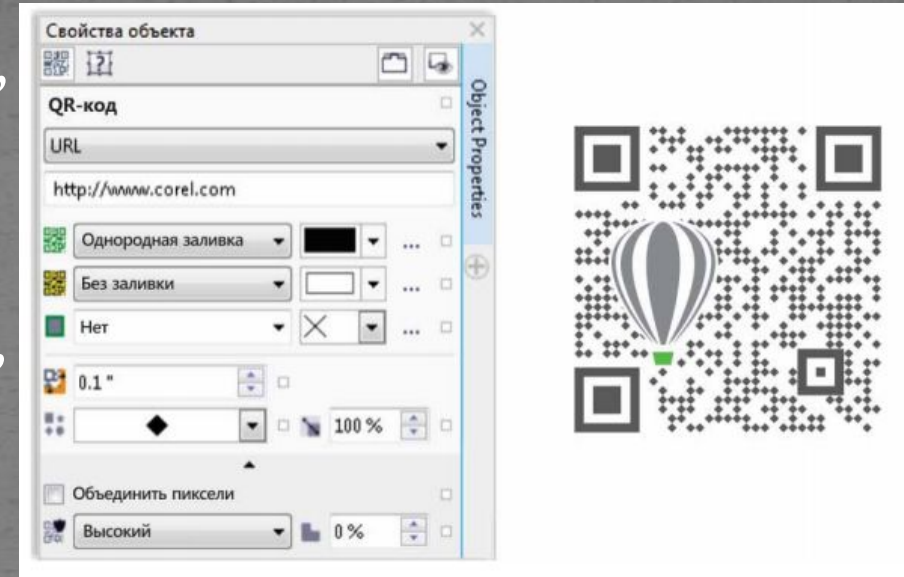 Свойства объекта
QR-код
URL
http://www.corel.com
Однородная заливка
Без заливки
Нет
0.1 "
100 %
Объединить пиксели
Высокий
0 %
Object Properties
,
,